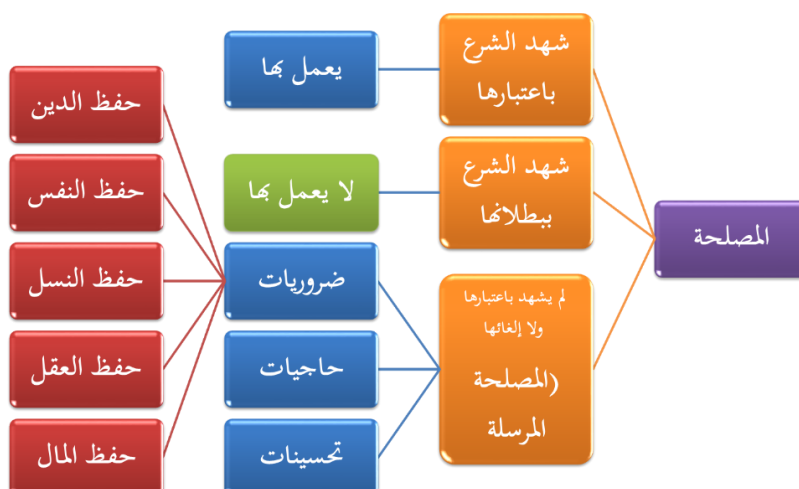 المصلحة
شهد الشرع
باعتبارها
يعمل بها
شهد الشرع
ببطلانها
لا يعمل بها
لم يشهد باعتبارها
ولا إلغائها
(المصلحة
المرسلة
ضروريات
حاجيات
تحسينات
حفظ الدين
حفظ النفس
حفظ النسل
حفظ العقل
حفظ المال